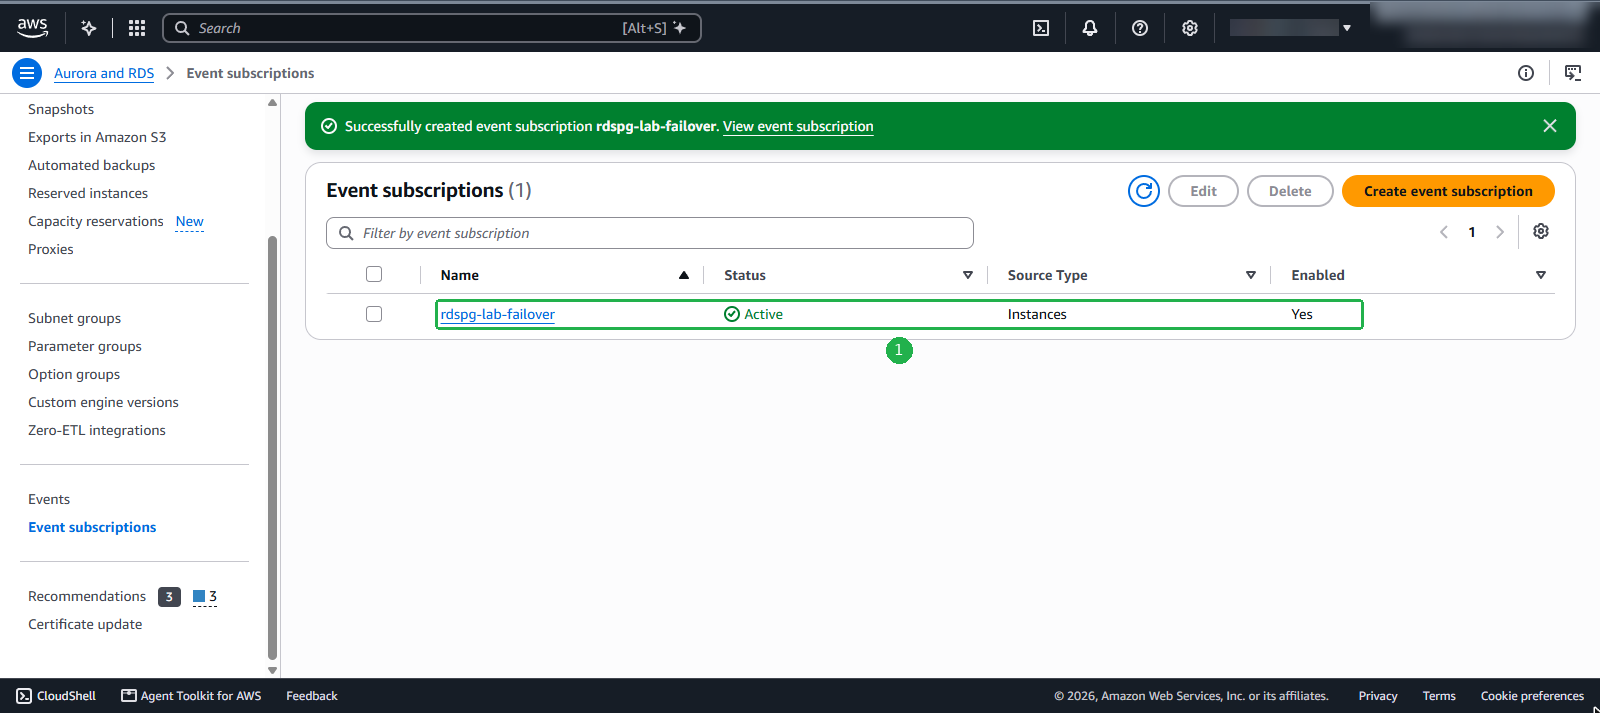 aws
Search [Alt+S]
Aurora and RDS > Event subscriptions
Snapshots
Exports in Amazon S3
Automated backups
Reserved instances
Capacity reservations New
Proxies
Subnet groups
Parameter groups
Option groups
Custom engine versions
Zero-ETL integrations
Events
Event subscriptions
Recommendations 3 3
Certificate update
Successfully created event subscription rdspg-lab-failover. View event subscription
Event subscriptions (1)
Edit Delete Create event subscription
Filter by event subscription
1
Name Status Source Type Enabled
rdspg-lab-failover Active Instances Yes
1
CloudShell Agent Toolkit for AWS Feedback © 2026, Amazon Web Services, Inc. or its affiliates. Privacy Terms Cookie preferences